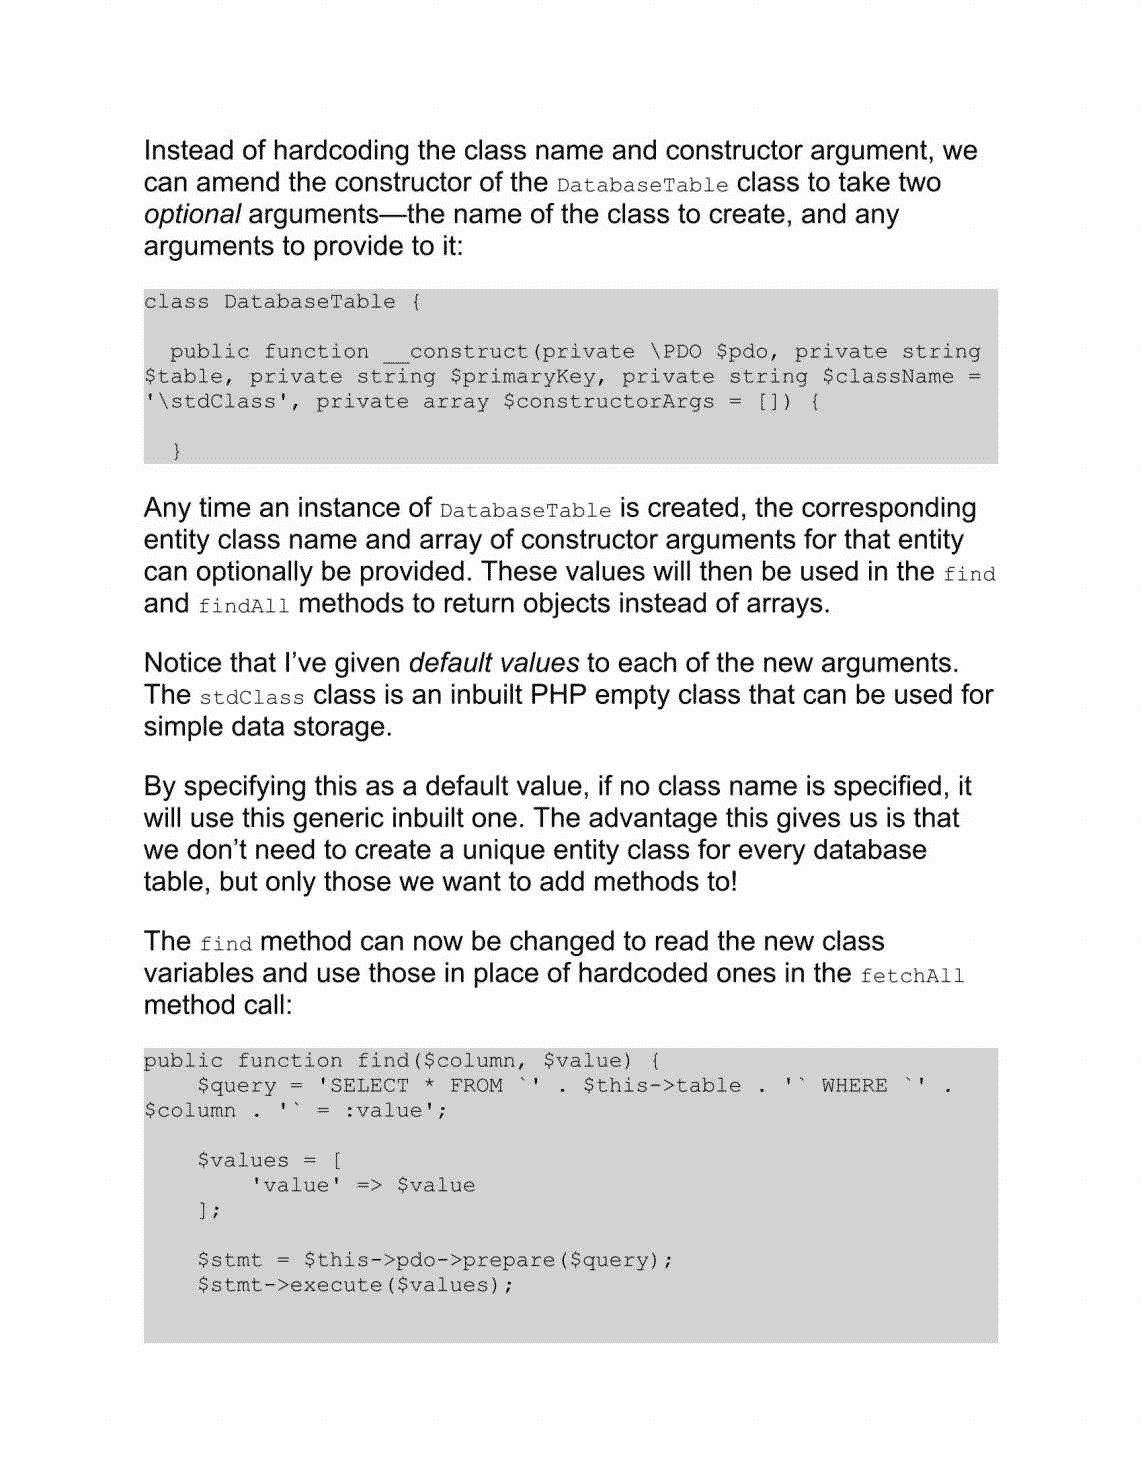 Instead of hardcoding the class name and constructor argument, we
can amend the constructor of the DatabaseTable class to take two
optional arguments—the name of the class to create, and any
arguments to provide to it:
class DatabaseTable {
  public function __construct(private \PDO $pdo, private string
$table, private string $primaryKey, private string $className =
'\stdClass', private array $constructorArgs = []) {
  }
Any time an instance of DatabaseTable is created, the corresponding
entity class name and array of constructor arguments for that entity
can optionally be provided. These values will then be used in the find
and findAll methods to return objects instead of arrays.
Notice that I’ve given default values to each of the new arguments.
The stdClass class is an inbuilt PHP empty class that can be used for
simple data storage.
By specifying this as a default value, if no class name is specified, it
will use this generic inbuilt one. The advantage this gives us is that
we don’t need to create a unique entity class for every database
table, but only those we want to add methods to!
The find method can now be changed to read the new class
variables and use those in place of hardcoded ones in the fetchAll
method call:
public function find($column, $value) {
    $query = 'SELECT * FROM `' . $this->table . '` WHERE `' .
$column . '` = :value';
    $values = [
        'value' => $value
    ];
    $stmt = $this->pdo->prepare($query);
    $stmt->execute($values);